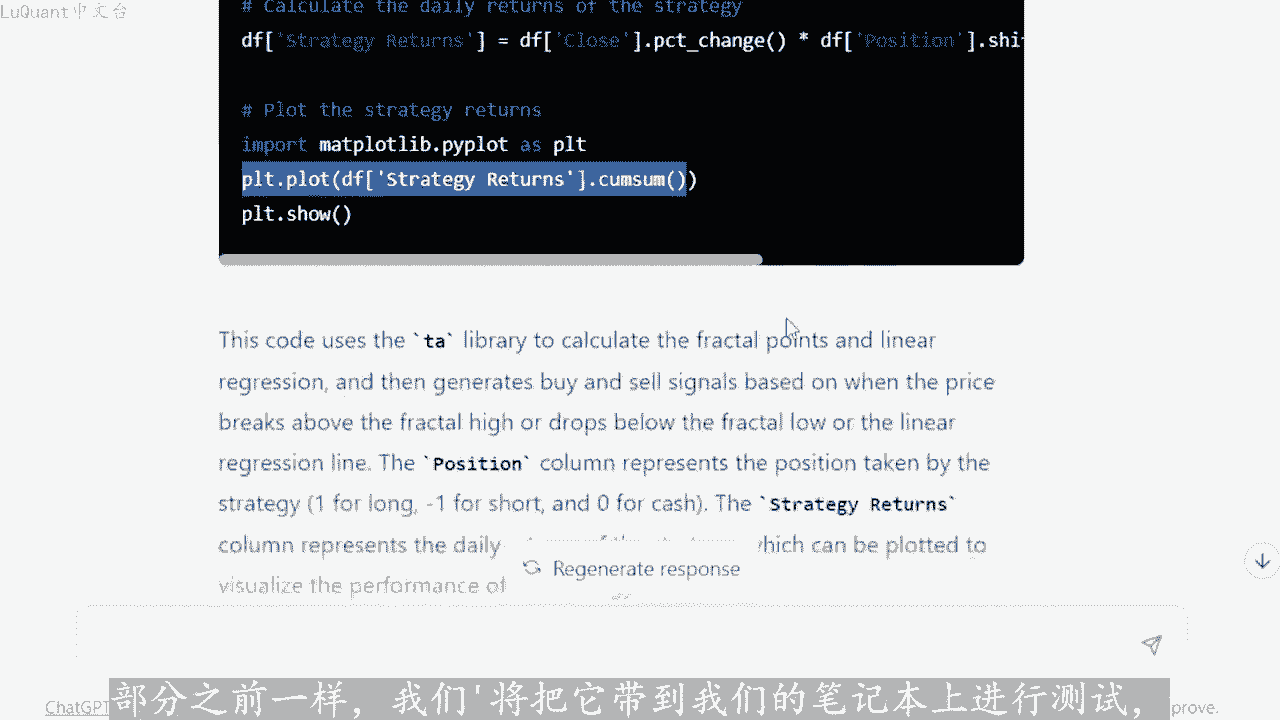 LuQuant中文台
# Calculate the daily returns of the strategy
df['Strategy Returns'] = df['Close'].pct_change() * df['Position'].shi
# Plot the strategy returns
import matplotlib.pyplot as plt
plt.plot(df['Strategy Returns'].cumsum())
plt.show()
This code uses the `ta` library to calculate the fractal points and linear
regression, and then generates buy and sell signals based on when the price
breaks above the fractal high or drops below the fractal low or the linear
regression line. The `Position` column represents the position taken by the
strategy (1 for long, -1 for short, and 0 for cash). The `Strategy Returns`
column represents the daily which can be plotted to
visualize the performance of
Regenerate response
ChatGPT prove.
部分之前一样，我们'将把它带到我们的笔记本上进行测试，